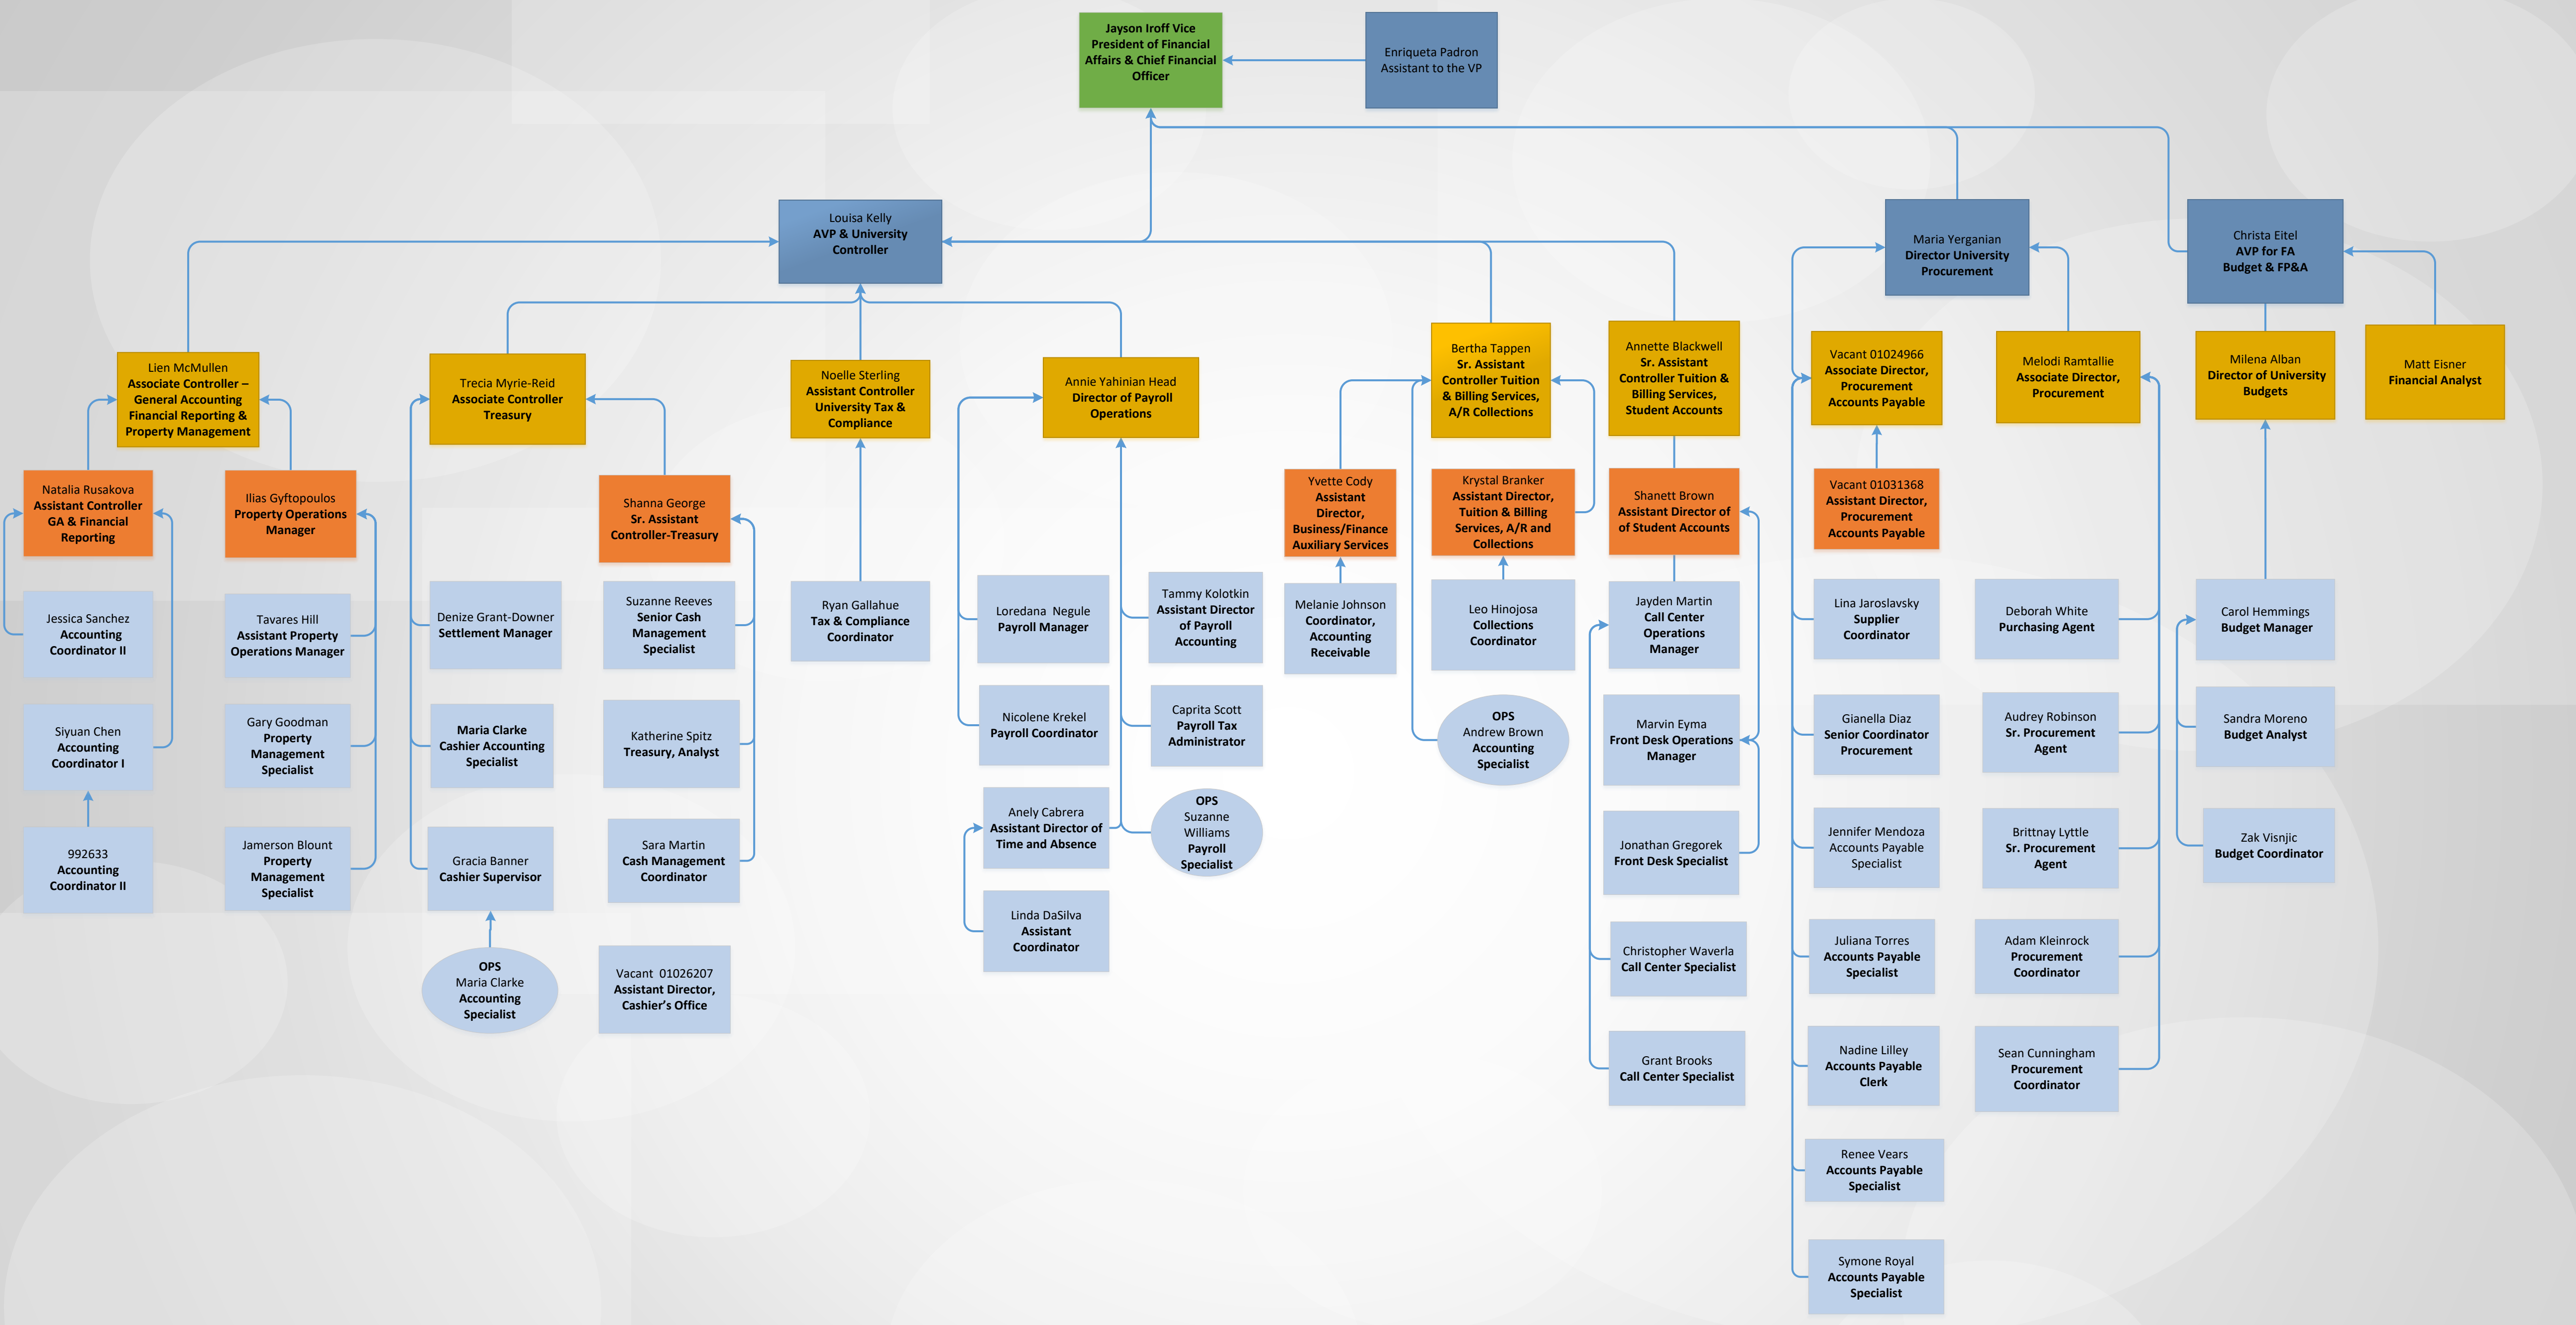 Jayson Iroff Vice
President of Financial
Affairs & Chief Financial
Officer
Enriqueta Padron
Assistant to the VP
Louisa Kelly
AVP & University
Controller
Maria Yerganian
Director University
Procurement
Christa Eitel
AVP for FA
Budget & FP&A
Lien McMullen
Associate Controller –
General Accounting
Financial Reporting &
Property Management
Trecia Myrie-Reid
Associate Controller
Treasury
Noelle Sterling
Assistant Controller
University Tax &
Compliance
Annie Yahinian Head
Director of Payroll
Operations
Bertha Tappen
Sr. Assistant
Controller Tuition
& Billing Services,
A/R Collections
Annette Blackwell
Sr. Assistant
Controller Tuition &
Billing Services,
Student Accounts
Vacant 01024966
Associate Director,
Procurement
Accounts Payable
Melodi Ramtallie
Associate Director,
Procurement
Milena Alban
Director of University
Budgets
Matt Eisner
Financial Analyst
Natalia Rusakova
Assistant Controller
GA & Financial
Reporting
Ilias Gyftopoulos
Property Operations
Manager
Shanna George
Sr. Assistant
Controller-Treasury
Yvette Cody
Assistant
Director,
Business/Finance
Auxiliary Services
Krystal Branker
Assistant Director,
Tuition & Billing
Services, A/R and
Collections
Shanett Brown
Assistant Director of
of Student Accounts
Vacant 01031368
Assistant Director,
Procurement
Accounts Payable
Jessica Sanchez
Accounting
Coordinator II
Tavares Hill
Assistant Property
Operations Manager
Denize Grant-Downer
Settlement Manager
Suzanne Reeves
Senior Cash
Management
Specialist
Ryan Gallahue
Tax & Compliance
Coordinator
Loredana  Negule
Payroll Manager
Tammy Kolotkin
Assistant Director
of Payroll
Accounting
Melanie Johnson
Coordinator,
Accounting
Receivable
Leo Hinojosa
Collections
Coordinator
Jayden Martin
Call Center
Operations
Manager
Lina Jaroslavsky
Supplier
Coordinator
Deborah White
Purchasing Agent
Carol Hemmings
Budget Manager
Siyuan Chen
Accounting
Coordinator I
Gary Goodman
Property
Management
Specialist
Maria Clarke
Cashier Accounting
Specialist
Katherine Spitz
Treasury, Analyst
Nicolene Krekel
Payroll Coordinator
Caprita Scott
Payroll Tax
Administrator
OPS
Andrew Brown
Accounting
Specialist
Marvin Eyma
Front Desk Operations
Manager
Gianella Diaz
Senior Coordinator
Procurement
Audrey Robinson
Sr. Procurement
Agent
Sandra Moreno
Budget Analyst
992633
Accounting
Coordinator II
Jamerson Blount
Property
Management
Specialist
Gracia Banner
Cashier Supervisor
Sara Martin
Cash Management
Coordinator
Anely Cabrera
Assistant Director of
Time and Absence
OPS
Suzanne
Williams
Payroll
Specialist
Jonathan Gregorek
Front Desk Specialist
Jennifer Mendoza
Accounts Payable
Specialist
Brittnay Lyttle
Sr. Procurement
Agent
Zak Visnjic
Budget Coordinator
OPS
Maria Clarke
Accounting
Specialist
Vacant  01026207
Assistant Director,
Cashier’s Office
Linda DaSilva
Assistant
Coordinator
Christopher Waverla
Call Center Specialist
Juliana Torres
Accounts Payable
Specialist
Adam Kleinrock
Procurement
Coordinator
Grant Brooks
Call Center Specialist
Nadine Lilley
Accounts Payable
Clerk
Sean Cunningham
Procurement
Coordinator
Renee Vears
Accounts Payable
Specialist
Symone Royal
Accounts Payable
Specialist